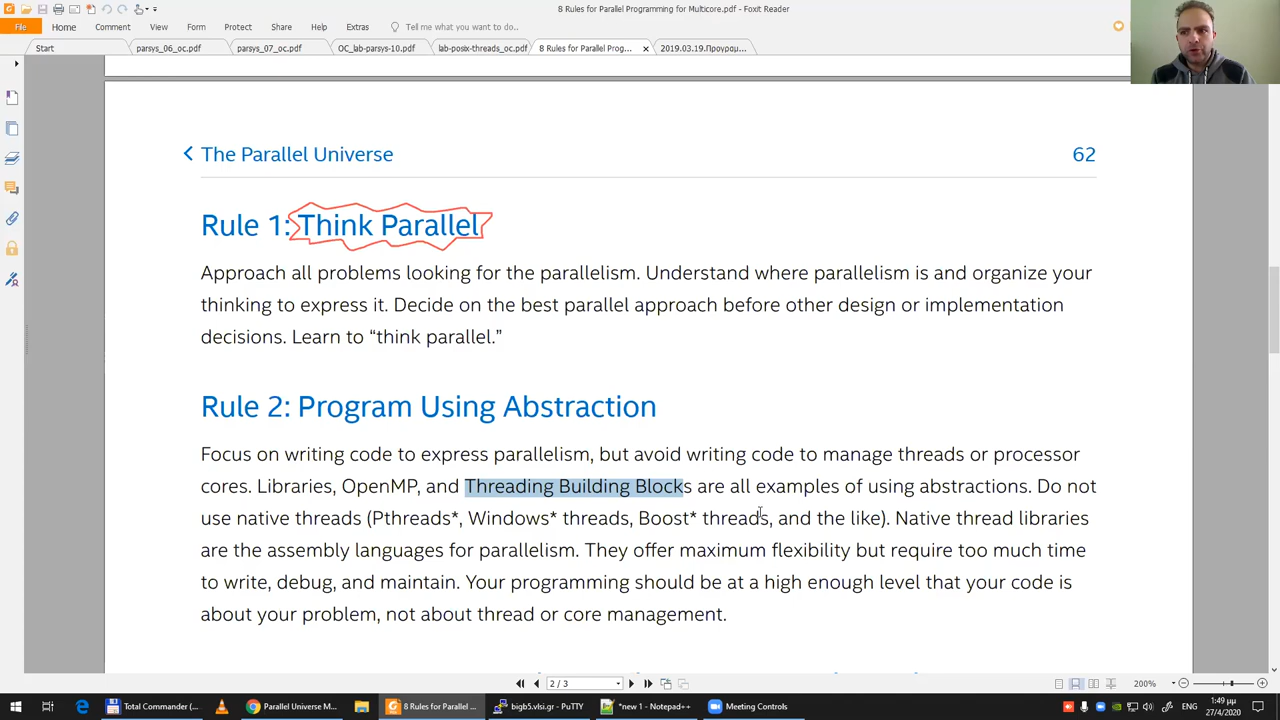 8 Rules for Parallel Programming for Multicore.pdf - Foxit Reader
File Home Comment View Form Protect Share Help Extras Tell me what you want to do...
Start parsys_06_oc.pdf parsys_07_oc.pdf OC_lab-parsys-10.pdf lab-posix-threads_oc.pdf 8 Rules for Parallel Prog... 2019.03.19.Προγραμ...
The Parallel Universe 62
Rule 1: Think Parallel
Approach all problems looking for the parallelism. Understand where parallelism is and organize your
thinking to express it. Decide on the best parallel approach before other design or implementation
decisions. Learn to “think parallel.”
Rule 2: Program Using Abstraction
Focus on writing code to express parallelism, but avoid writing code to manage threads or processor
cores. Libraries, OpenMP, and Threading Building Blocks are all examples of using abstractions. Do not
use native threads (Pthreads*, Windows* threads, Boost* threads, and the like). Native thread libraries
are the assembly languages for parallelism. They offer maximum flexibility but require too much time
to write, debug, and maintain. Your programming should be at a high enough level that your code is
about your problem, not about thread or core management.
2 / 3 200%
Total Commander (... Parallel Universe M... 8 Rules for Parallel ... bigb5.vlsi.gr - PuTTY *new 1 - Notepad++ Meeting Controls ENG 1:49 μμ
27/4/2020